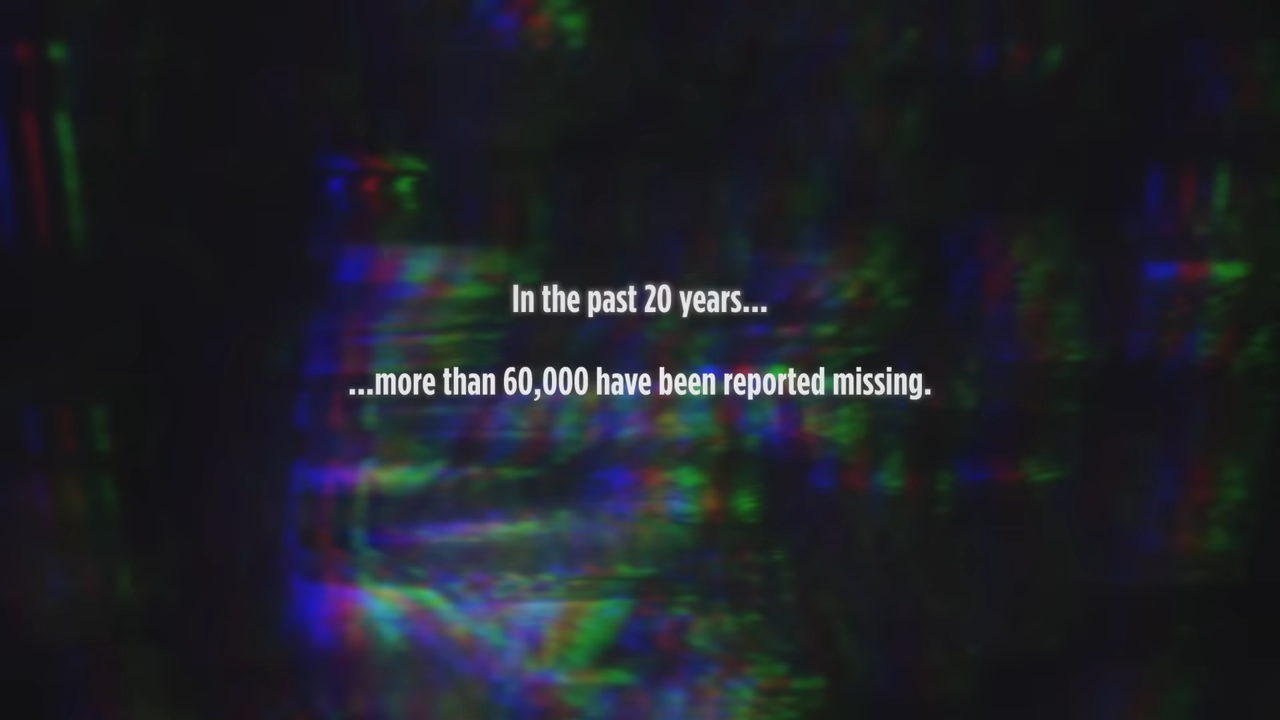 In the past 20 years...
...more than 60,000 have been reported missing.